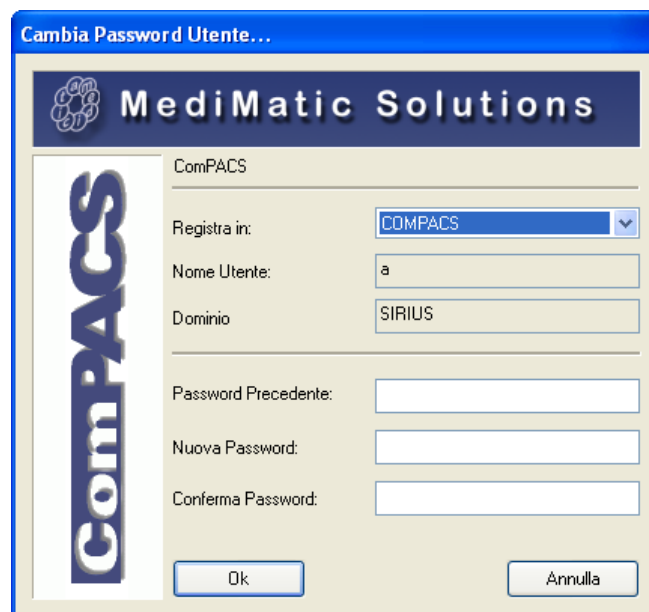 Cambia Password Utente...
MediMatic Solutions
ComPACS
ComPACS
Registra in: COMPACS
Nome Utente: a
Dominio SIRIUS
Password Precedente:
Nuova Password:
Conferma Password:
Ok Annulla